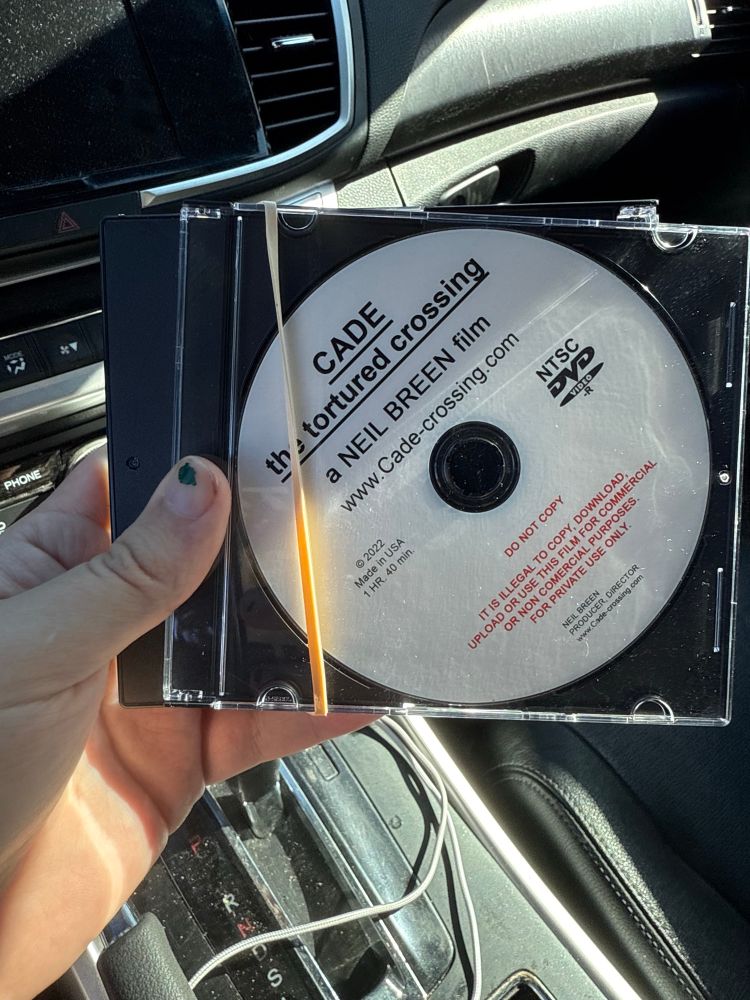 CADE
the tortured crossing
a NEIL BREEN film
www.Cade-crossing.com
NTSC
DVD
VIDEO
-R
© 2022
Made in USA
1 HR. 40 min.
DO NOT COPY
IT IS ILLEGAL TO COPY, DOWNLOAD,
UPLOAD OR USE THIS FILM FOR COMMERCIAL
OR NON COMERCIAL PURPOSES.
FOR PRIVATE USE ONLY.
NEIL BREEN
PRODUCER, DIRECTOR
www.Cade-crossing.com
MODE
PHONE
R
N
D
S